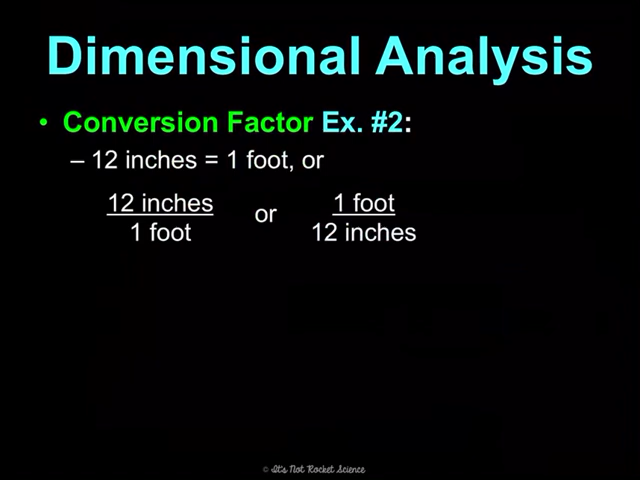 Dimensional Analysis
• Conversion Factor Ex. #2:
– 12 inches = 1 foot, or
12 inches or 1 foot
1 foot 12 inches
© It's Not Rocket Science